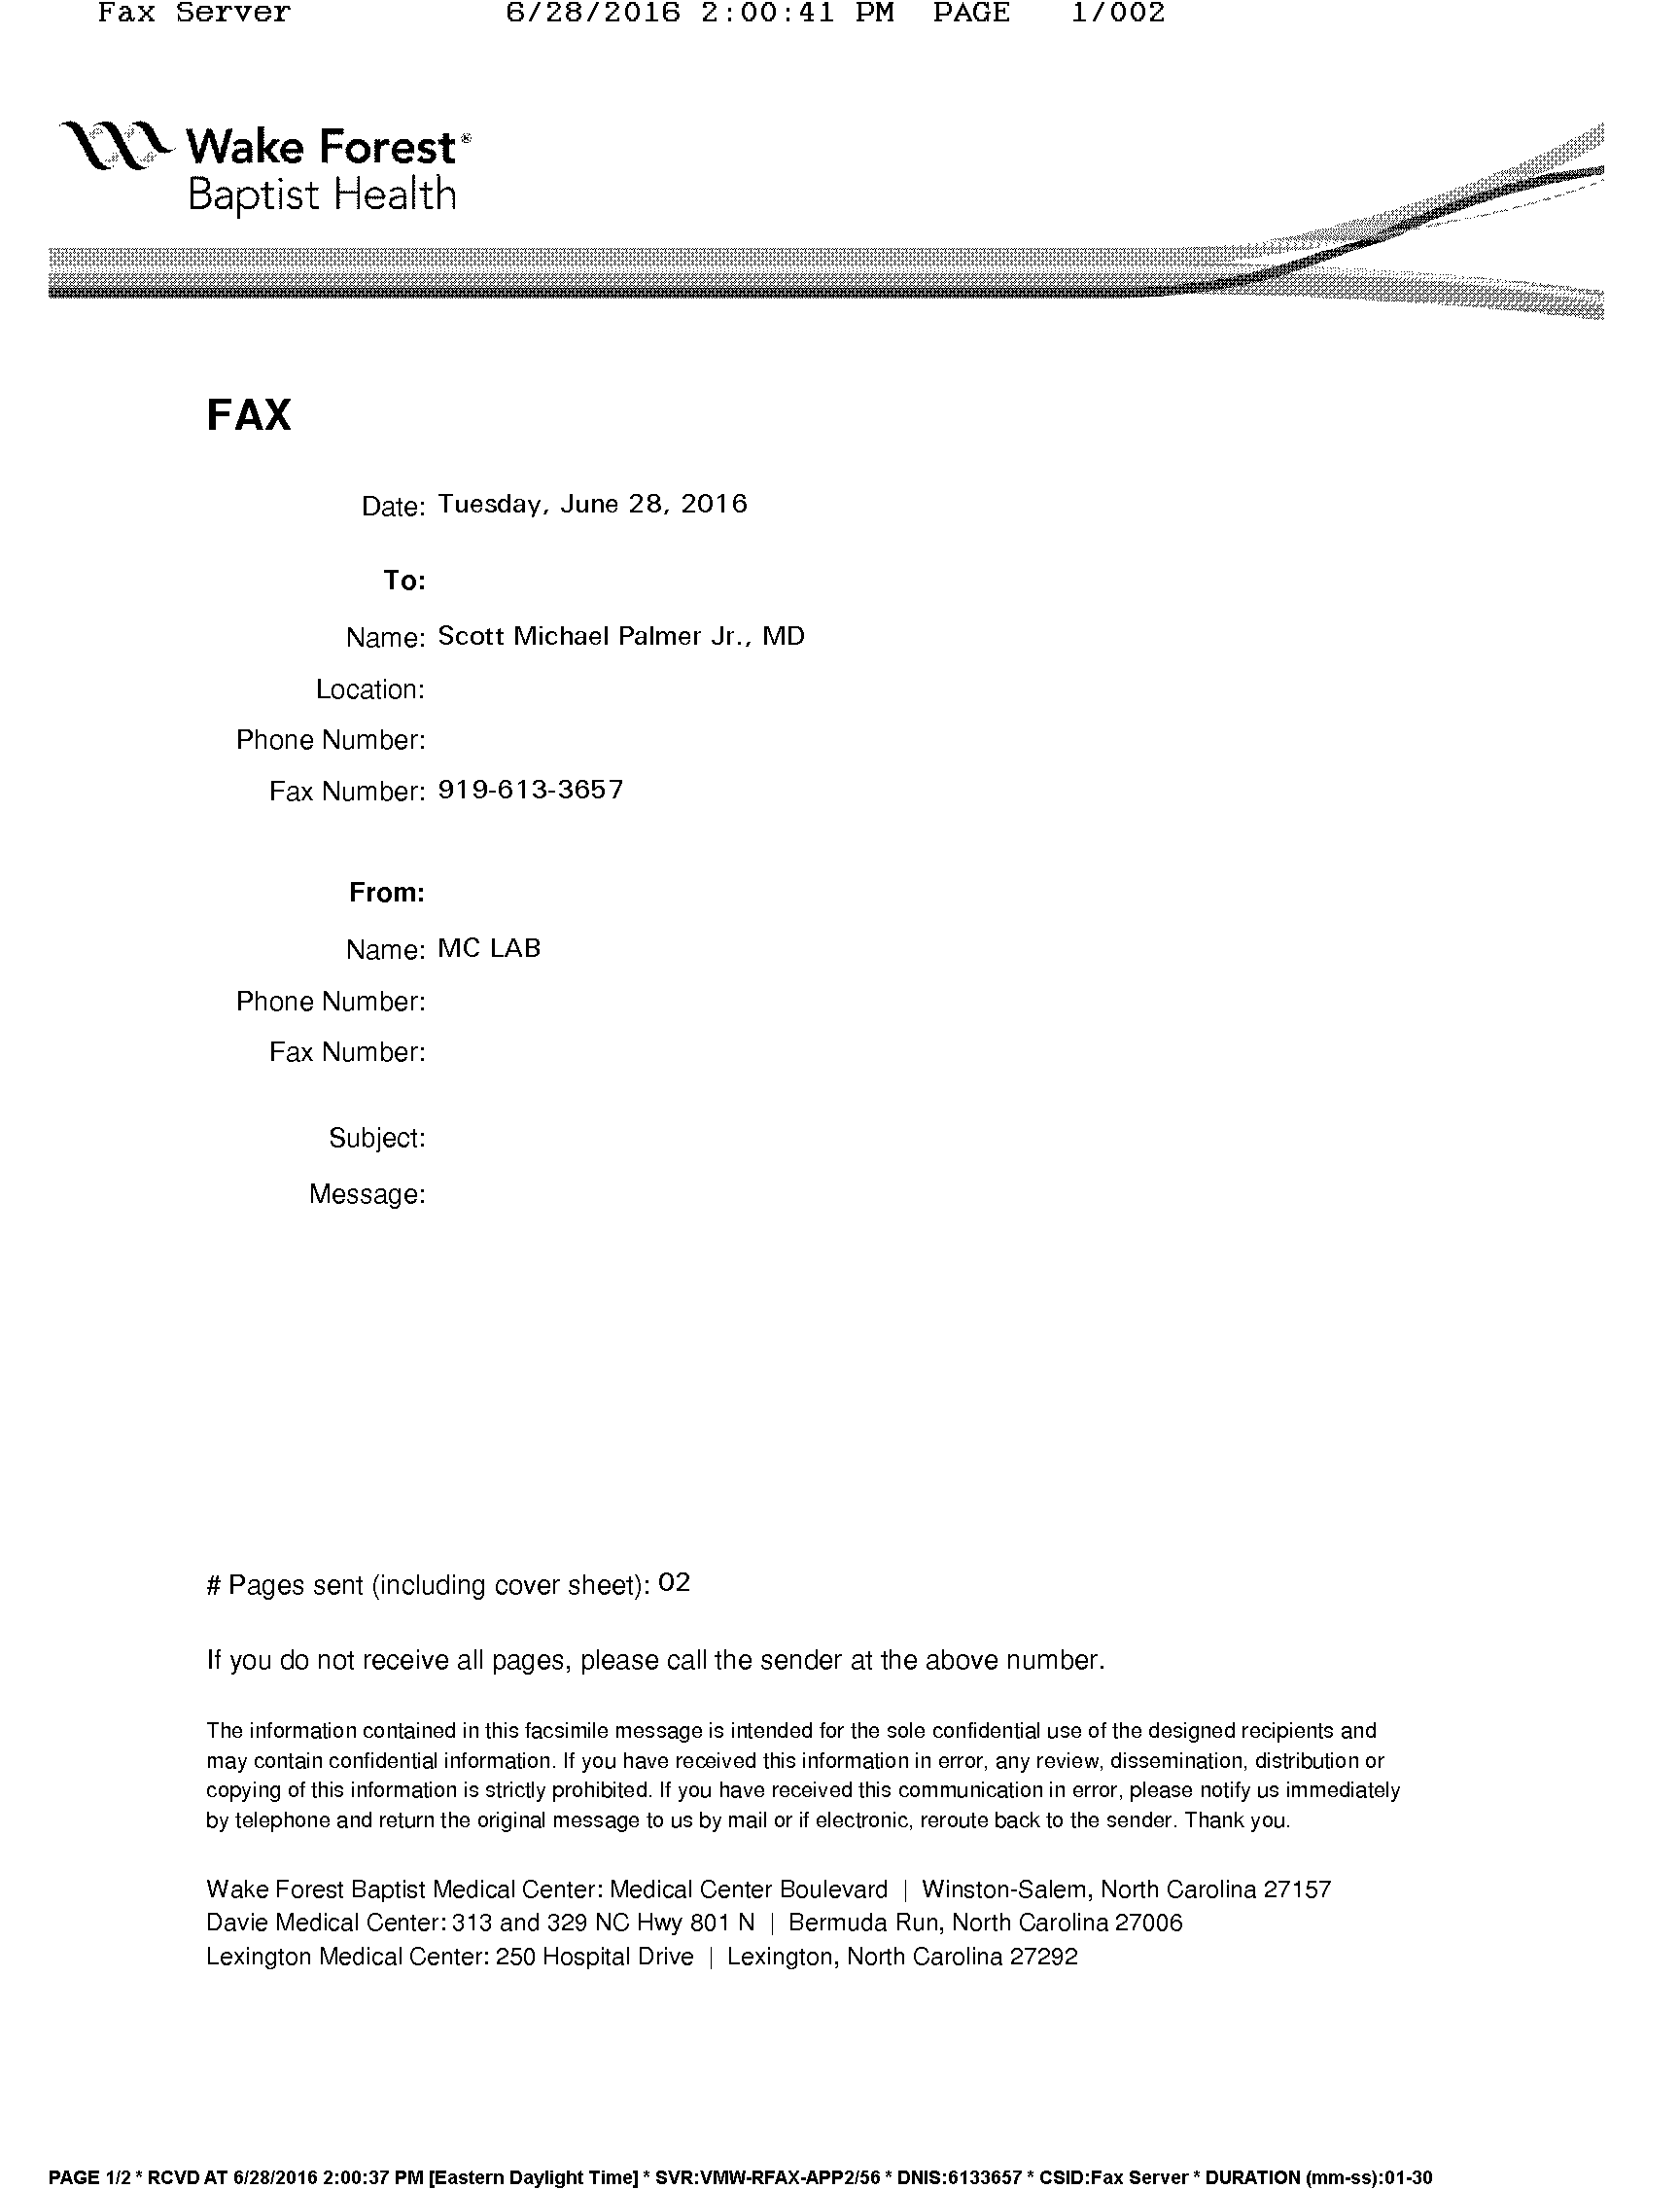 Fax Server 6/28/2016 2:00:41 PM PAGE 1/002
Wake Forest®
Baptist Health
FAX
Date: Tuesday, June 28, 2016
To:
Name: Scott Michael Palmer Jr., MD
Location:
Phone Number:
Fax Number: 919-613-3657
From:
Name: MC LAB
Phone Number:
Fax Number:
Subject:
Message:
# Pages sent (including cover sheet): 02
If you do not receive all pages, please call the sender at the above number.
The information contained in this facsimile message is intended for the sole confidential use of the designed recipients and
may contain confidential information. If you have received this information in error, any review, dissemination, distribution or
copying of this information is strictly prohibited. If you have received this communication in error, please notify us immediately
by telephone and return the original message to us by mail or if electronic, reroute back to the sender. Thank you.
Wake Forest Baptist Medical Center: Medical Center Boulevard | Winston-Salem, North Carolina 27157
Davie Medical Center: 313 and 329 NC Hwy 801 N | Bermuda Run, North Carolina 27006
Lexington Medical Center: 250 Hospital Drive | Lexington, North Carolina 27292
PAGE 1/2 * RCVD AT 6/28/2016 2:00:37 PM [Eastern Daylight Time] * SVR:VMW-RFAX-APP2/56 * DNIS:6133657 * CSID:Fax Server * DURATION (mm-ss):01-30